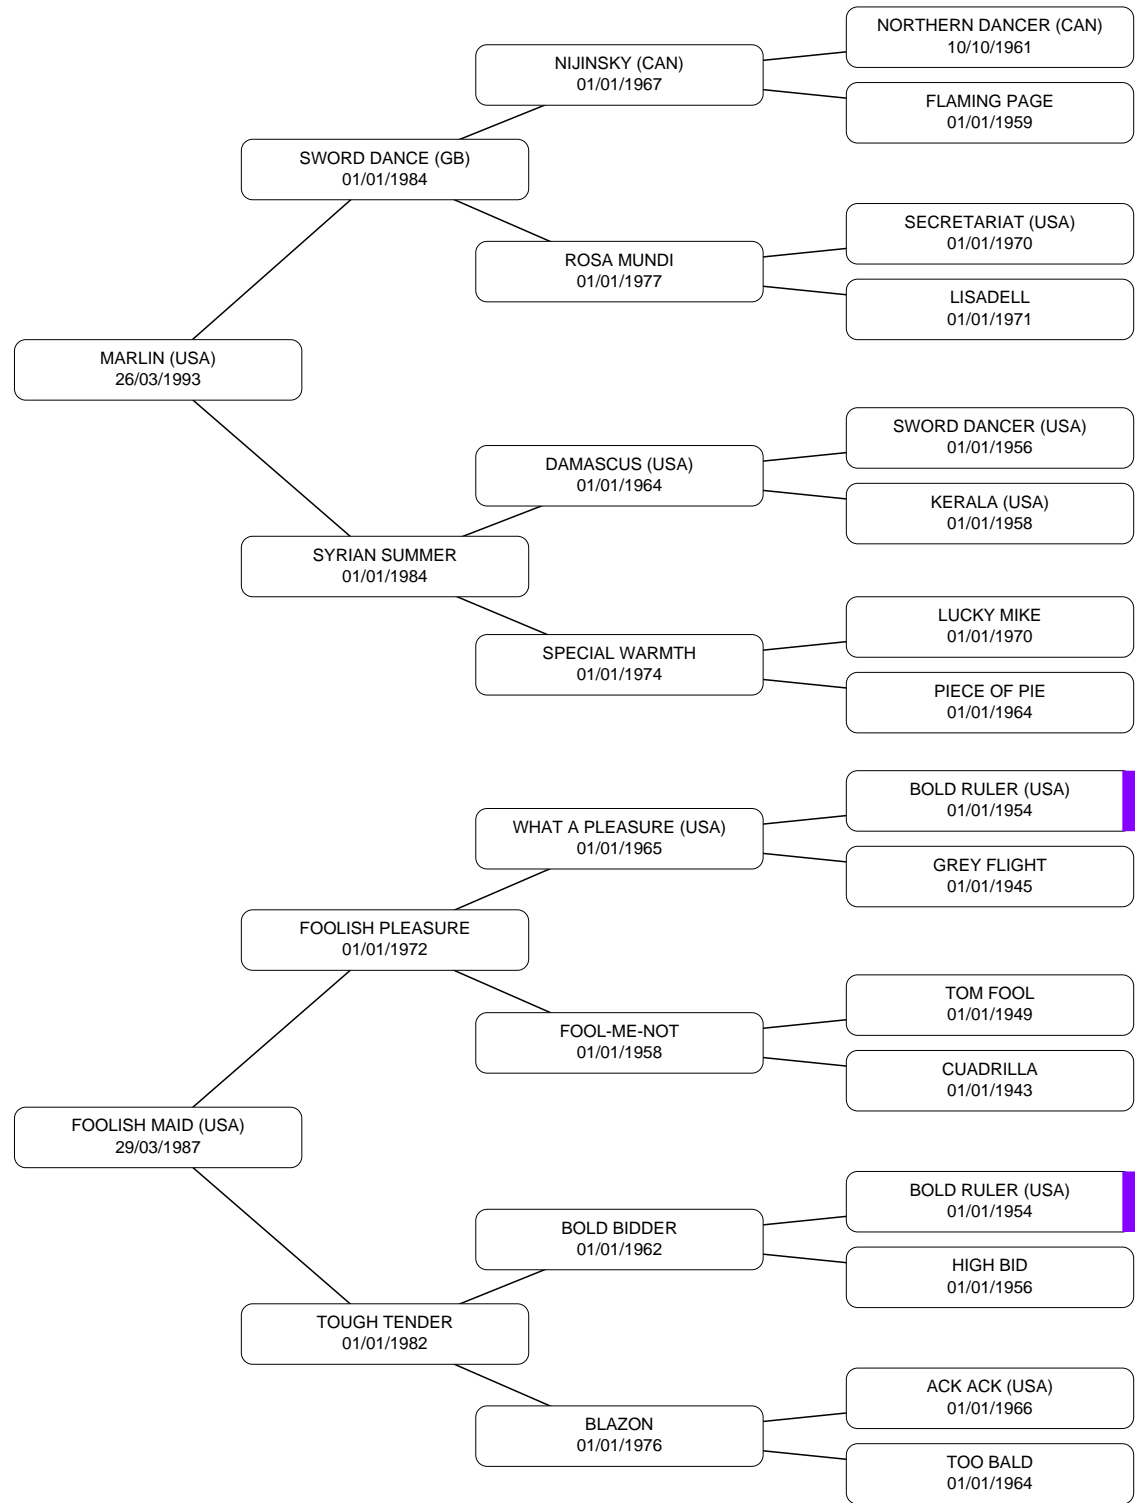 NORTHERN DANCER (CAN)
10/10/1961
NIJINSKY (CAN)
01/01/1967
FLAMING PAGE
01/01/1959
SWORD DANCE (GB)
01/01/1984
SECRETARIAT (USA)
01/01/1970
ROSA MUNDI
01/01/1977
LISADELL
01/01/1971
MARLIN (USA)
26/03/1993
SWORD DANCER (USA)
01/01/1956
DAMASCUS (USA)
01/01/1964
KERALA (USA)
01/01/1958
SYRIAN SUMMER
01/01/1984
LUCKY MIKE
01/01/1970
SPECIAL WARMTH
01/01/1974
PIECE OF PIE
01/01/1964
BOLD RULER (USA)
01/01/1954
WHAT A PLEASURE (USA)
01/01/1965
GREY FLIGHT
01/01/1945
FOOLISH PLEASURE
01/01/1972
TOM FOOL
01/01/1949
FOOL-ME-NOT
01/01/1958
CUADRILLA
01/01/1943
FOOLISH MAID (USA)
29/03/1987
BOLD RULER (USA)
01/01/1954
BOLD BIDDER
01/01/1962
HIGH BID
01/01/1956
TOUGH TENDER
01/01/1982
ACK ACK (USA)
01/01/1966
BLAZON
01/01/1976
TOO BALD
01/01/1964